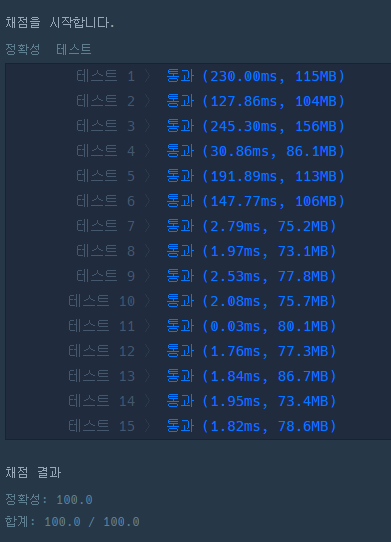 채점을 시작합니다.
정확성 테스트
테스트 1 〉 통과 (230.00ms, 115MB)
테스트 2 〉 통과 (127.86ms, 104MB)
테스트 3 〉 통과 (245.30ms, 156MB)
테스트 4 〉 통과 (30.86ms, 86.1MB)
테스트 5 〉 통과 (191.89ms, 113MB)
테스트 6 〉 통과 (147.77ms, 106MB)
테스트 7 〉 통과 (2.79ms, 75.2MB)
테스트 8 〉 통과 (1.97ms, 73.1MB)
테스트 9 〉 통과 (2.53ms, 77.8MB)
테스트 10 〉 통과 (2.08ms, 75.7MB)
테스트 11 〉 통과 (0.03ms, 80.1MB)
테스트 12 〉 통과 (1.76ms, 77.3MB)
테스트 13 〉 통과 (1.84ms, 86.7MB)
테스트 14 〉 통과 (1.95ms, 73.4MB)
테스트 15 〉 통과 (1.82ms, 78.6MB)
채점 결과
정확성: 100.0
합계: 100.0 / 100.0